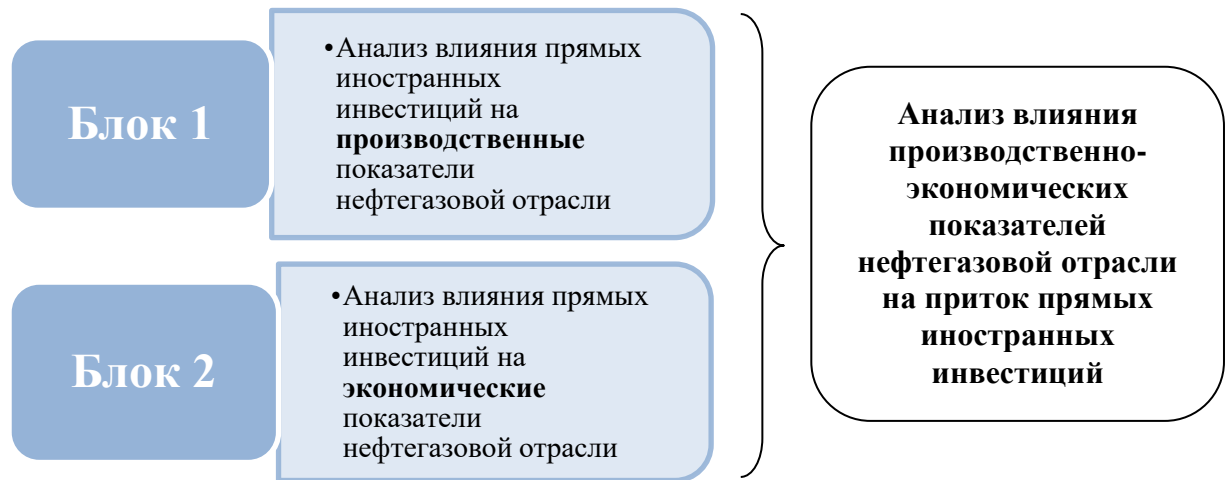 Блок 1
•Анализ влияния прямых
иностранных
инвестиций на
производственные
показатели
нефтегазовой отрасли
Блок 2
•Анализ влияния прямых
иностранных
инвестиций на
экономические
показатели
нефтегазовой отрасли
Анализ влияния
производственно-
экономических
показателей
нефтегазовой отрасли
на приток прямых
иностранных
инвестиций